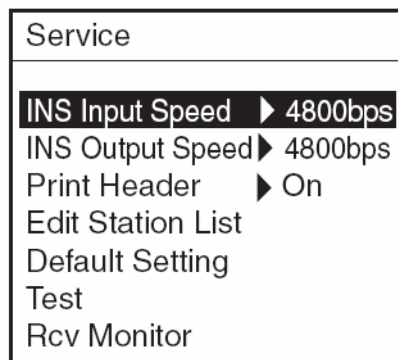 Service
INS Input Speed ▶ 4800bps
INS Output Speed ▶ 4800bps
Print Header ▶ On
Edit Station List
Default Setting
Test
Rcv Monitor